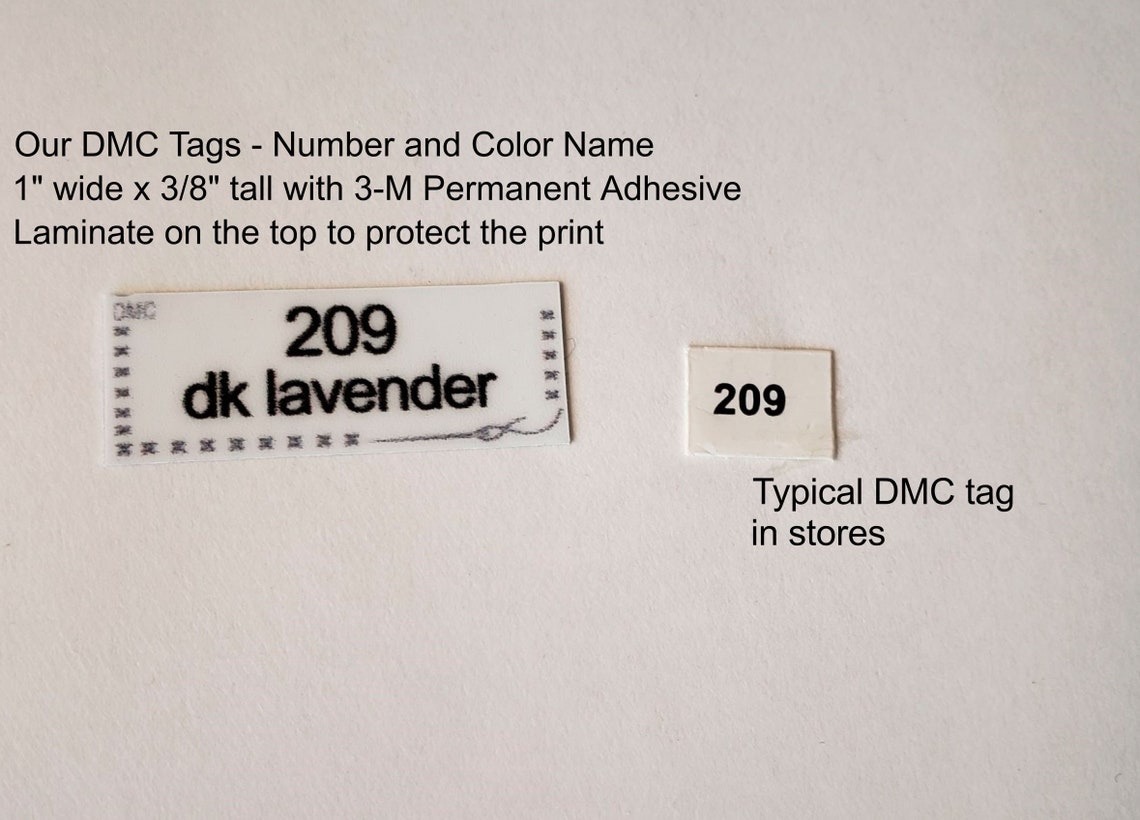 Our DMC Tags - Number and Color Name
1" wide x 3/8" tall with 3-M Permanent Adhesive
Laminate on the top to protect the print
DMC
209
dk lavender
209
Typical DMC tag
in stores